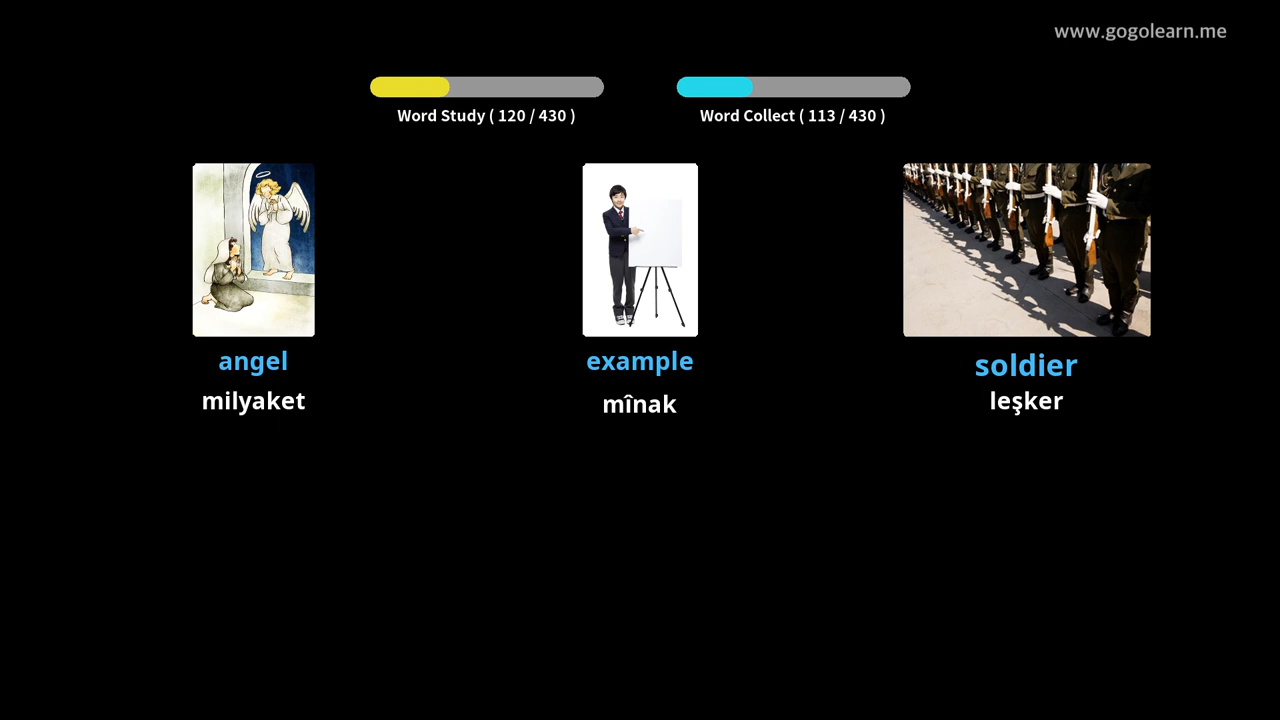 www.gogolearn.me
Word Study ( 120 / 430 )
Word Collect ( 113 / 430 )
angel
milyaket
example
mînak
soldier
leşker